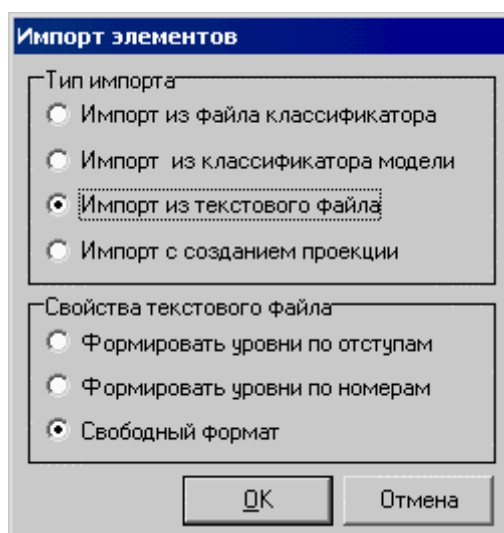 Импорт элементов
Тип импорта
Импорт из файла классификатора
Импорт из классификатора модели
Импорт из текстового файла
Импорт с созданием проекции
Свойства текстового файла
Формировать уровни по отступам
Формировать уровни по номерам
Свободный формат
OK Отмена